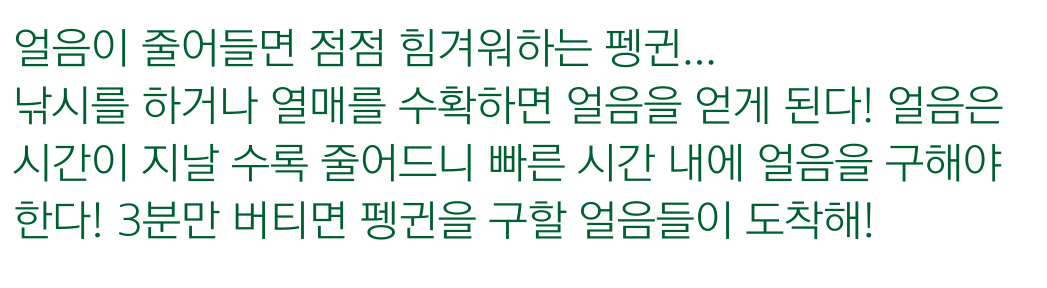 얼음이 줄어들면 점점 힘겨워하는 펭귄...
낚시를 하거나 열매를 수확하면 얼음을 얻게 된다! 얼음은
시간이 지날 수록 줄어드니 빠른 시간 내에 얼음을 구해야
한다! 3분만 버티면 펭귄을 구할 얼음들이 도착해!